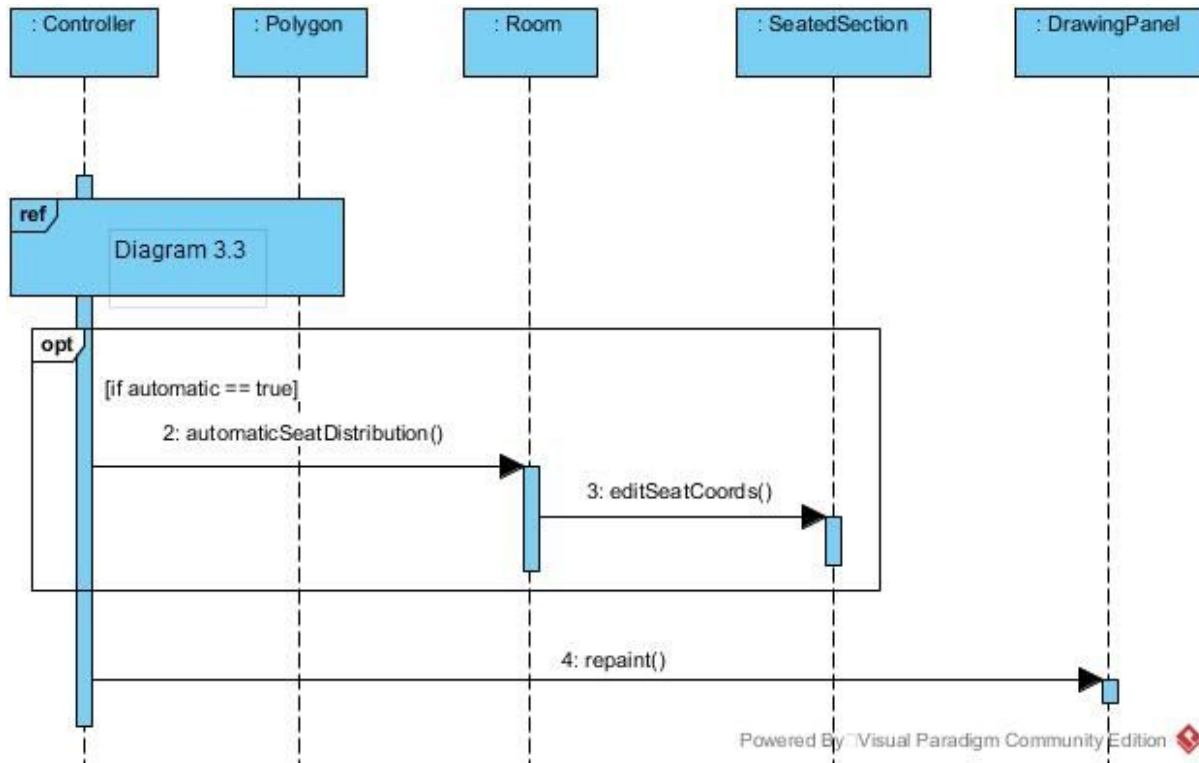 : Controller
: Polygon
: Room
: SeatedSection
: DrawingPanel
ref
Diagram 3.3
opt
[if automatic == true]
2: automaticSeatDistribution()
3: editSeatCoords()
4: repaint()
Powered By Visual Paradigm Community Edition